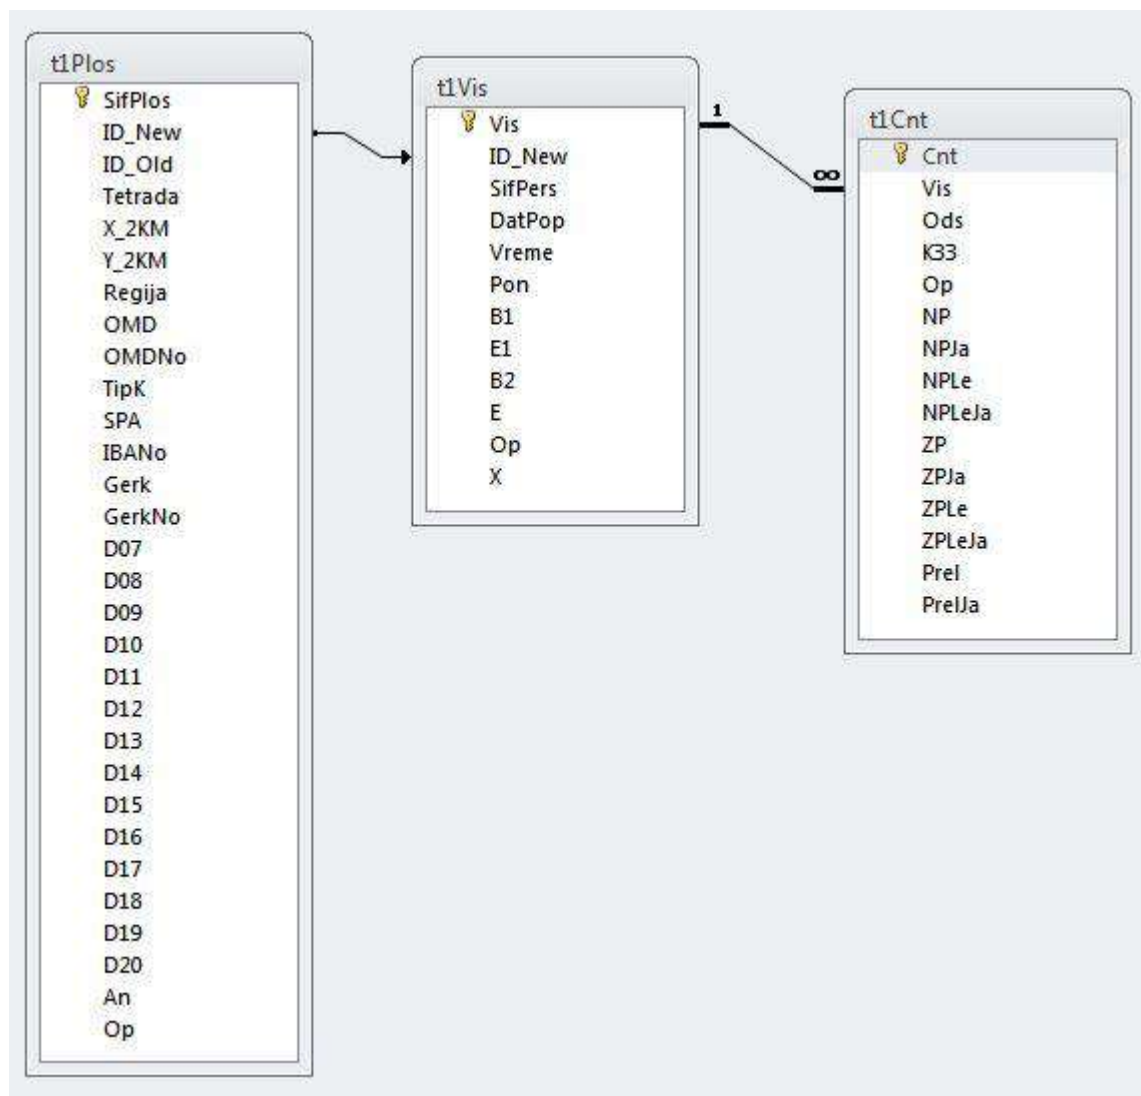 t1Plos
SifPlos
ID_New
ID_Old
Tetrada
X_2KM
Y_2KM
Regija
OMD
OMDNo
TipK
SPA
IBANo
Gerk
GerkNo
D07
D08
D09
D10
D11
D12
D13
D14
D15
D16
D17
D18
D19
D20
An
Op
t1Vis
Vis
ID_New
SifPers
DatPop
Vreme
Pon
B1
E1
B2
E
Op
X
1
∞
t1Cnt
Cnt
Vis
Ods
K33
Op
NP
NPJa
NPLe
NPLeJa
ZP
ZPJa
ZPLe
ZPLeJa
Prel
PrelJa